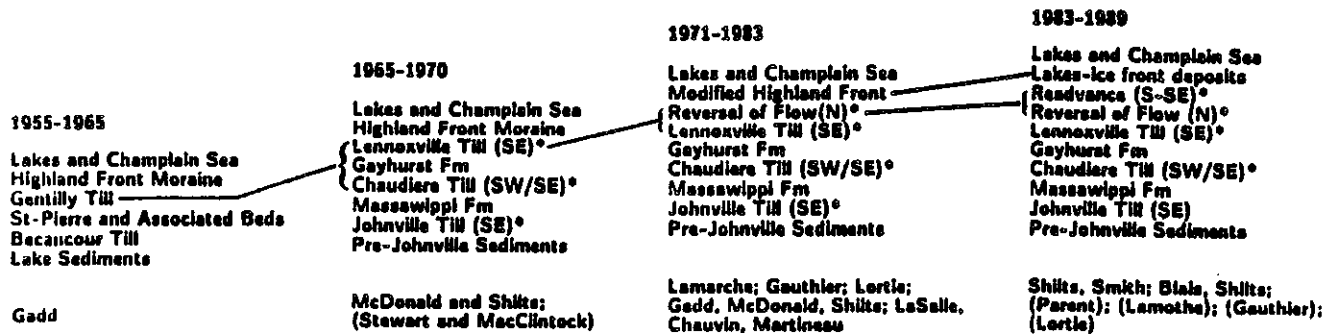 1955-1965
Lakes and Champlain Sea
Highland Front Moraine
Gentilly Till
St-Pierre and Associated Beds
Becancour Till
Lake Sediments
Gadd
1965-1970
Lakes and Champlain Sea
Highland Front Moraine
Lennoxville Till (SE)*
Gayhurst Fm
Chaudiere Till (SW/SE)*
Massawippi Fm
Johnville Till (SE)*
Pre-Johnville Sediments
McDonald and Shilts;
(Stewart and MacClintock)
1971-1983
Lakes and Champlain Sea
Modified Highland Front
Reversal of Flow(N)*
Lennoxville Till (SE)*
Gayhurst Fm
Chaudiere Till (SW/SE)*
Massawippi Fm
Johnville Till (SE)*
Pre-Johnville Sediments
Lamarche; Gauthier; Lortie;
Gadd, McDonald, Shilts; LaSalle,
Chauvin, Martineau
1983-1989
Lakes and Champlain Sea
Lakes-ice front deposits
Readvance (S-SE)*
Reversal of Flow (N)*
Lennoxville Till (SE)*
Gayhurst Fm
Chaudiere Till (SW/SE)*
Massawippi Fm
Johnville Till (SE)
Pre-Johnville Sediments
Shilts, Smith; Blais, Shilts;
(Parent); (Lamothe); (Gauthier);
(Lortie)